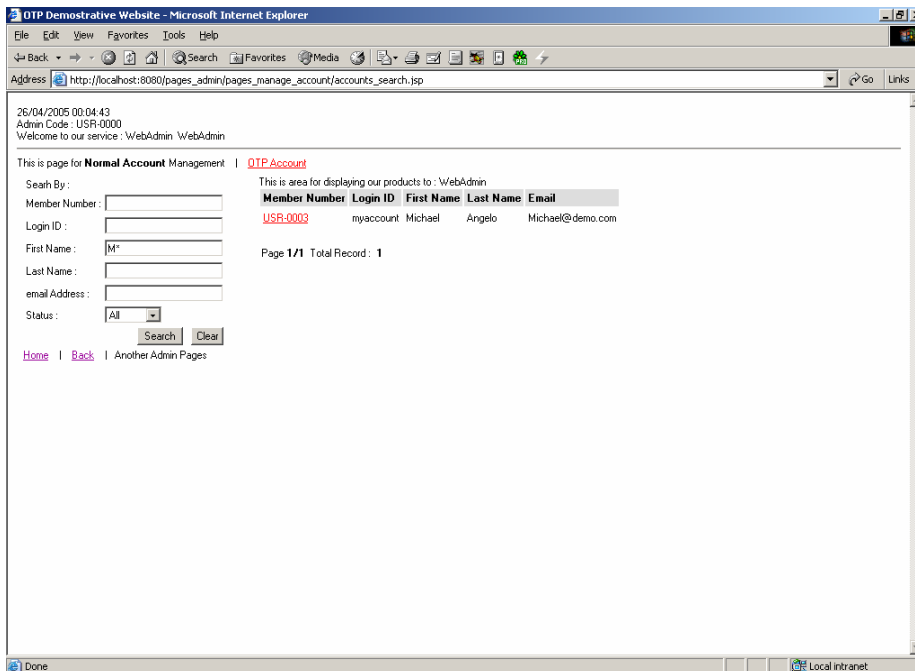 OTP Demostrative Website - Microsoft Internet Explorer
File Edit View Favorites Tools Help
Back Search Favorites Media
Address http://localhost:8080/pages_admin/pages_manage_account/accounts_search.jsp Go Links
26/04/2005 00:04:43
Admin Code : USR-0000
Welcome to our service : WebAdmin WebAdmin
This is page for Normal Account Management | OTP Account
Searh By :
Member Number :
Login ID :
First Name : M*
Last Name :
email Address :
Status : All
Search Clear
Home | Back | Another Admin Pages
This is area for displaying our products to : WebAdmin
Member Number Login ID First Name Last Name Email
USR-0003 myaccount Michael Angelo Michael@demo.com
Page 1/1 Total Record : 1
Done Local intranet